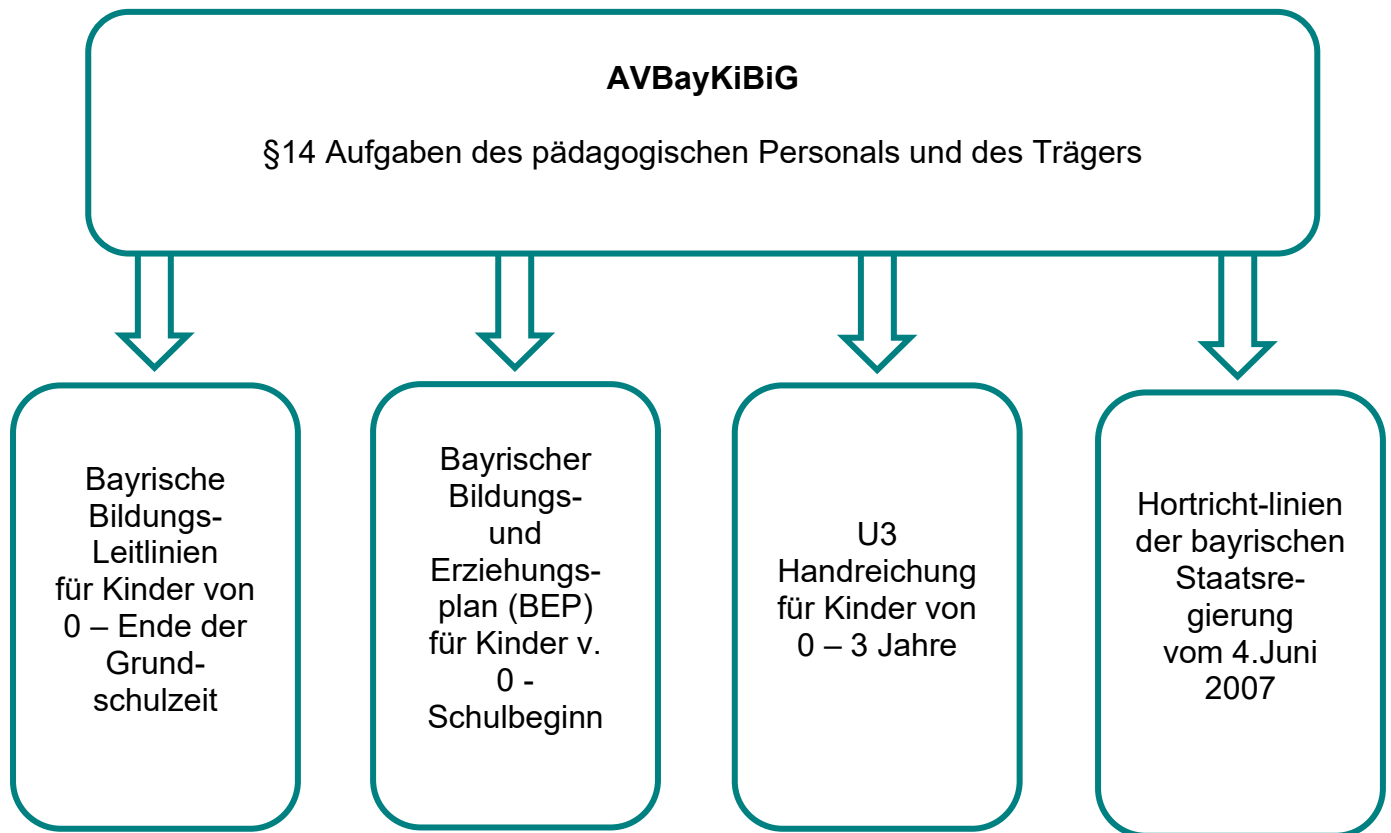 AVBayKiBiG
§14 Aufgaben des pädagogischen Personals und des Trägers
Bayrische
Bildungs-
Leitlinien
für Kinder von
0 – Ende der
Grund-
schulzeit
Bayrischer
Bildungs-
und
Erziehungs-
plan (BEP)
für Kinder v.
0 -
Schulbeginn
U3
Handreichung
für Kinder von
0 – 3 Jahre
Hortricht-linien
der bayrischen
Staatsre-
gierung
vom 4.Juni
2007